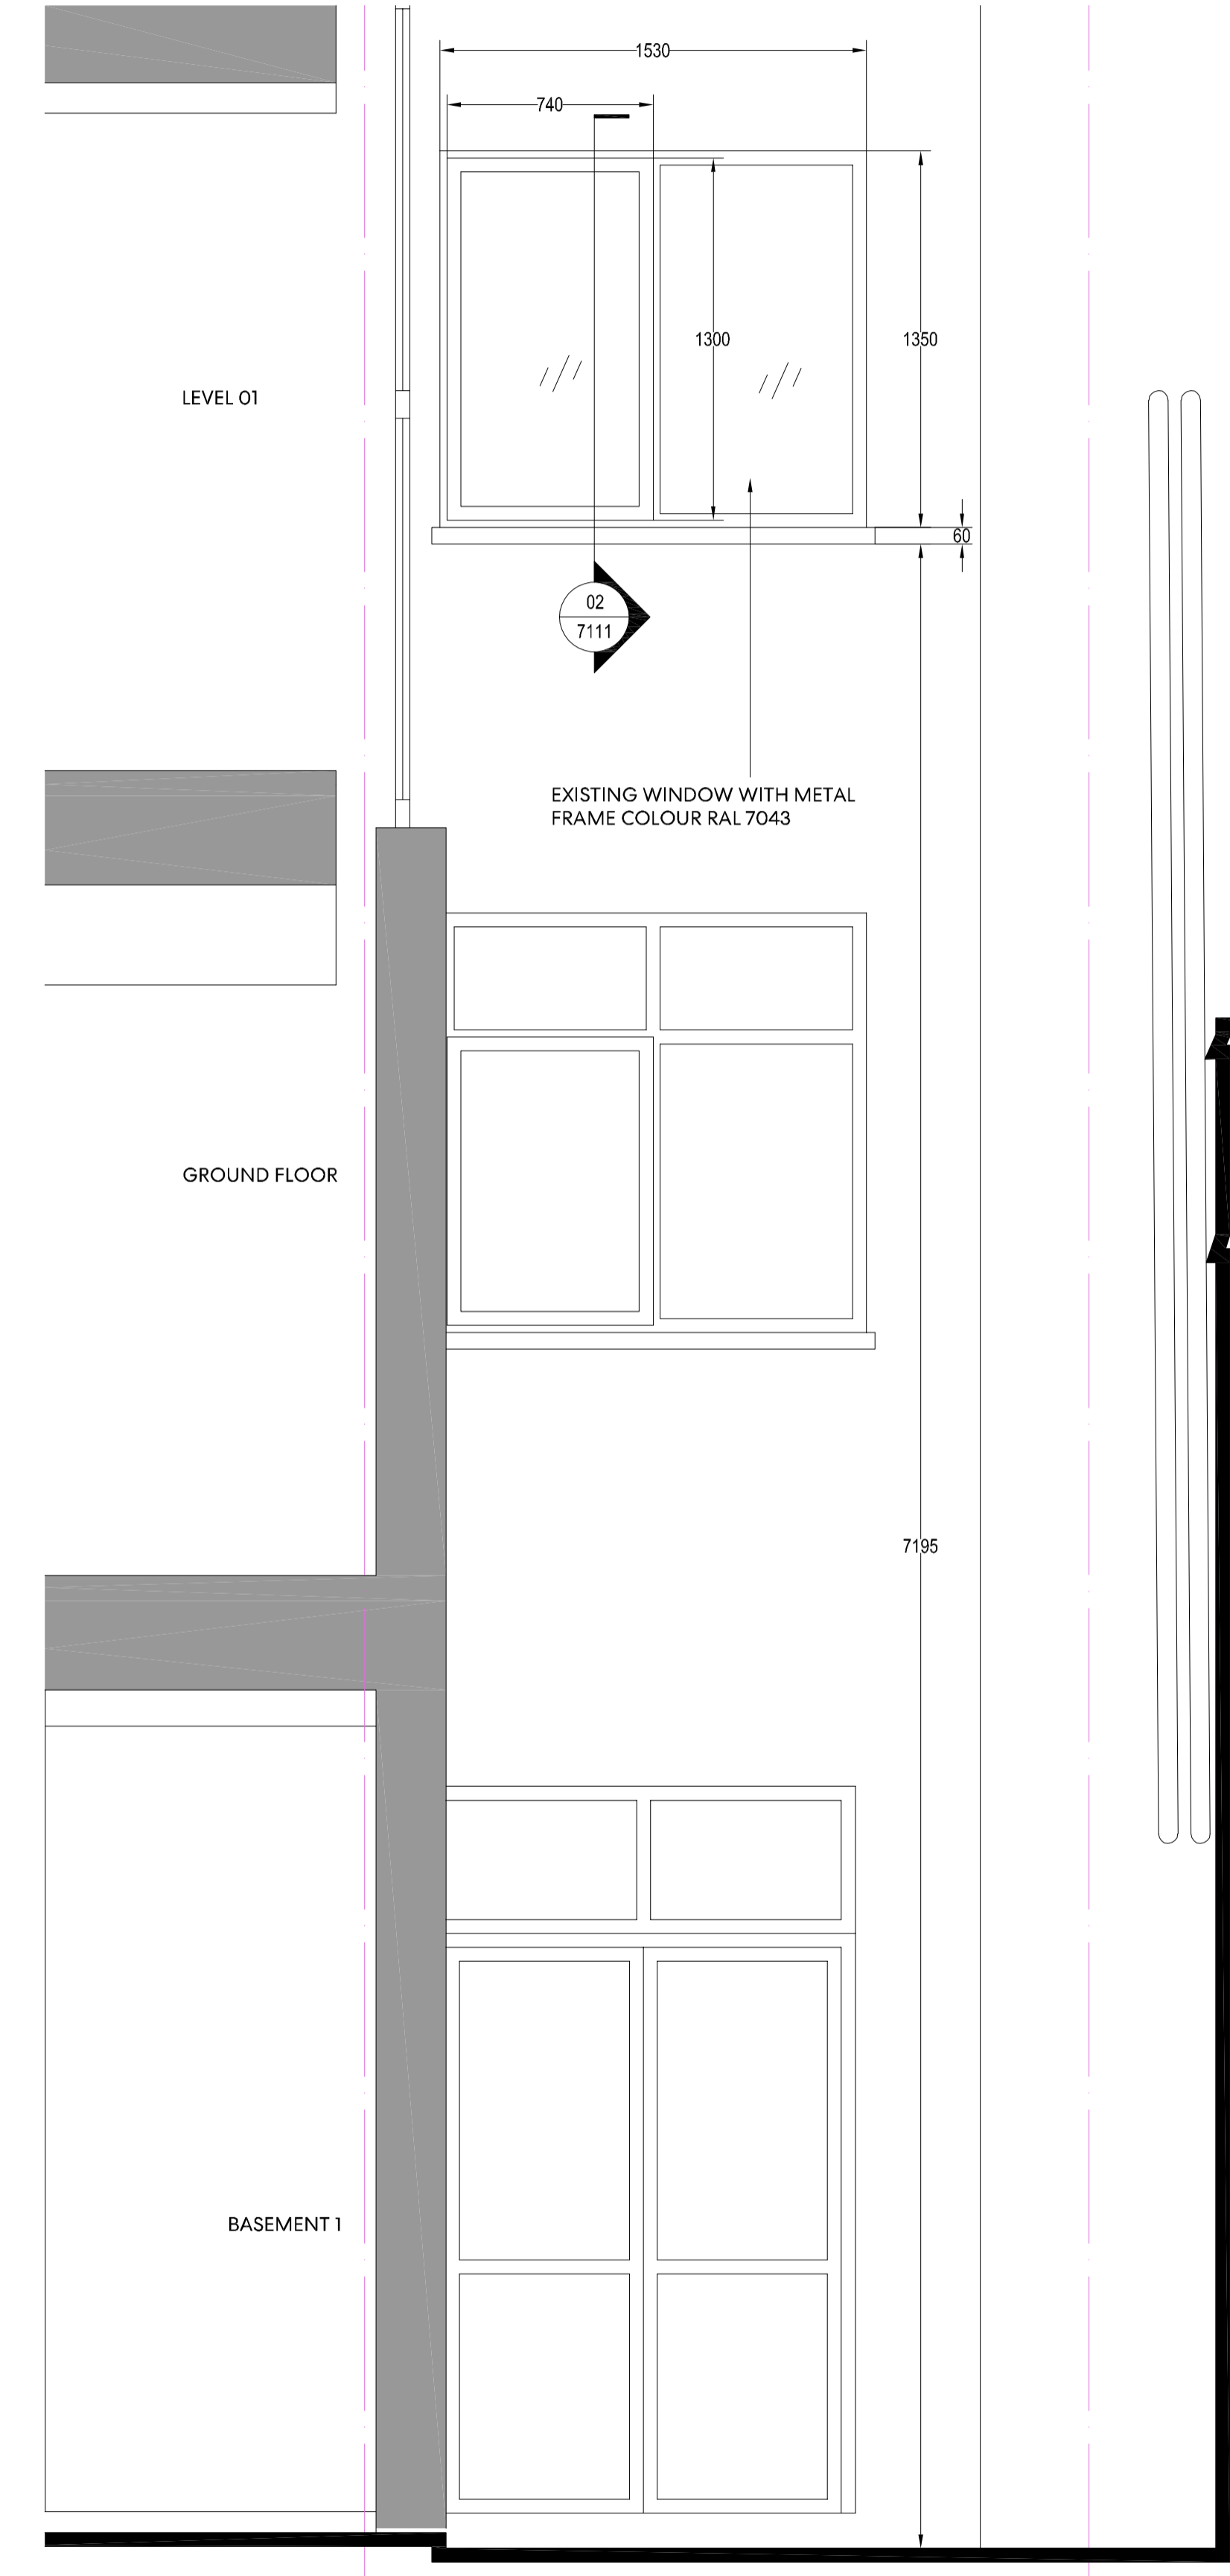 1530
740
1300
1350
LEVEL 01
60
02
7111
EXISTING WINDOW WITH METAL
FRAME COLOUR RAL 7043
GROUND FLOOR
7195
BASEMENT 1